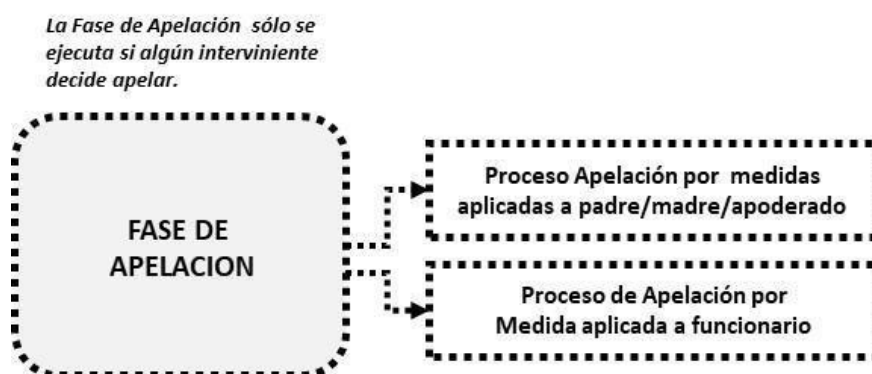 La Fase de Apelación sólo se
ejecuta si algún interviniente
decide apelar.
FASE DE
APELACION
Proceso Apelación por medidas
aplicadas a padre/madre/apoderado
Proceso de Apelación por
Medida aplicada a funcionario